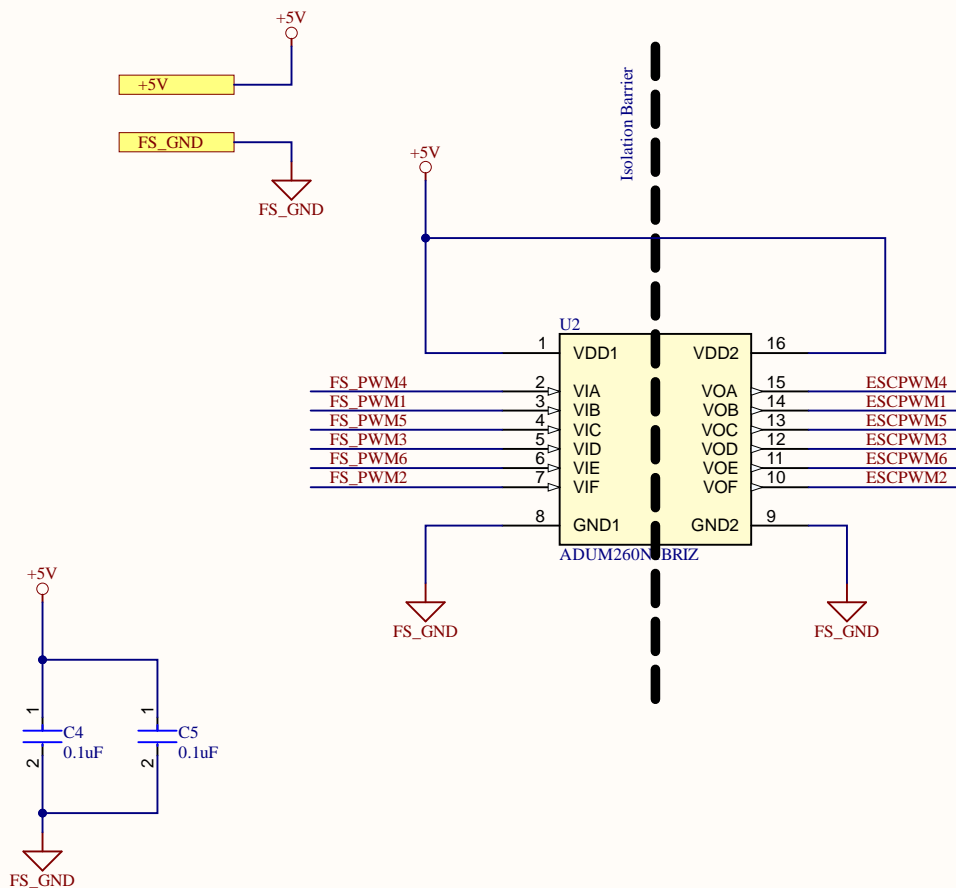 +5V
+5V
FS_GND
FS_GND
Isolation Barrier
+5V
U2
1 VDD1 VDD2 16
FS_PWM4 2 VIA VOA 15 ESCPWM4
FS_PWM1 3 VIB VOB 14 ESCPWM1
FS_PWM5 4 VIC VOC 13 ESCPWM5
FS_PWM3 5 VID VOD 12 ESCPWM3
FS_PWM6 6 VIE VOE 11 ESCPWM6
FS_PWM2 7 VIF VOF 10 ESCPWM2
8 GND1 GND2 9
FS_GND
FS_GND
+5V
1 C4
0.1uF
2
1 C5
0.1uF
2
FS_GND